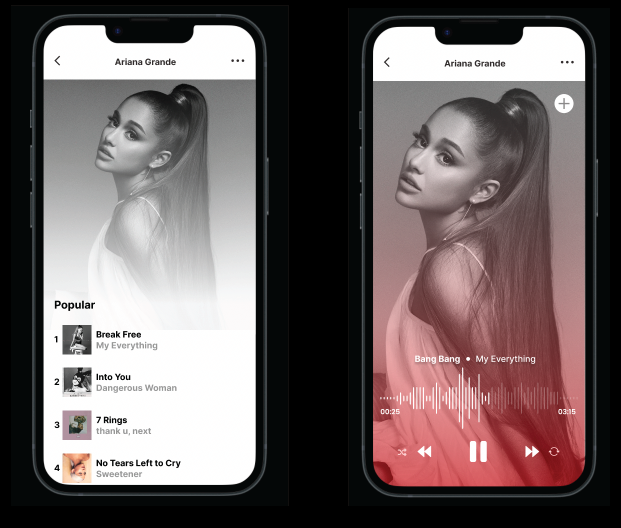 Ariana Grande
Popular
1 Break Free
My Everything
2 Into You
Dangerous Woman
3 7 Rings
thank u, next
4 No Tears Left to Cry
Sweetener
Ariana Grande
Bang Bang • My Everything
00:25 03:15